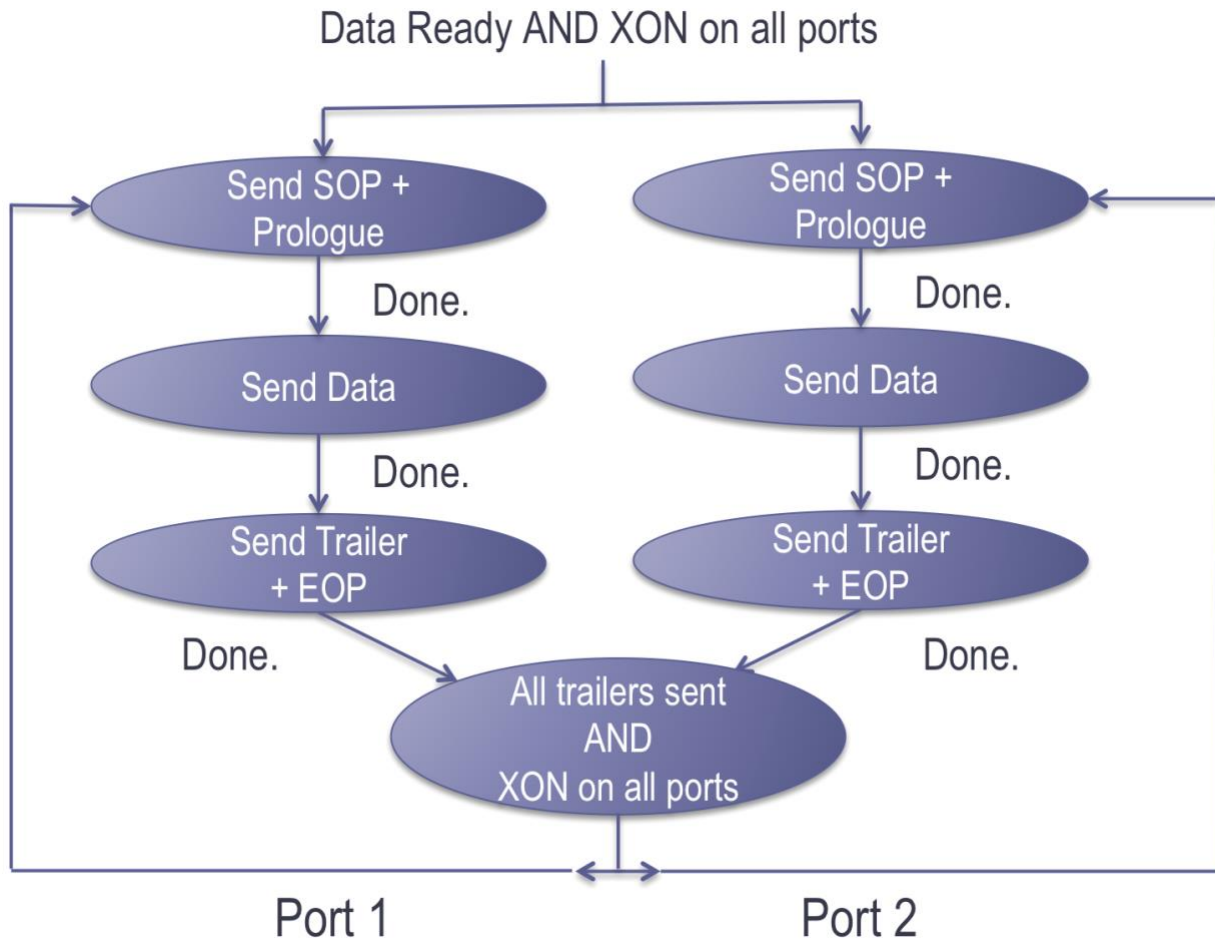 Data Ready AND XON on all ports
Send SOP +
Prologue
Done.
Send Data
Done.
Send Trailer
+ EOP
Done.
Send SOP +
Prologue
Done.
Send Data
Done.
Send Trailer
+ EOP
Done.
All trailers sent
AND
XON on all ports
Port 1
Port 2